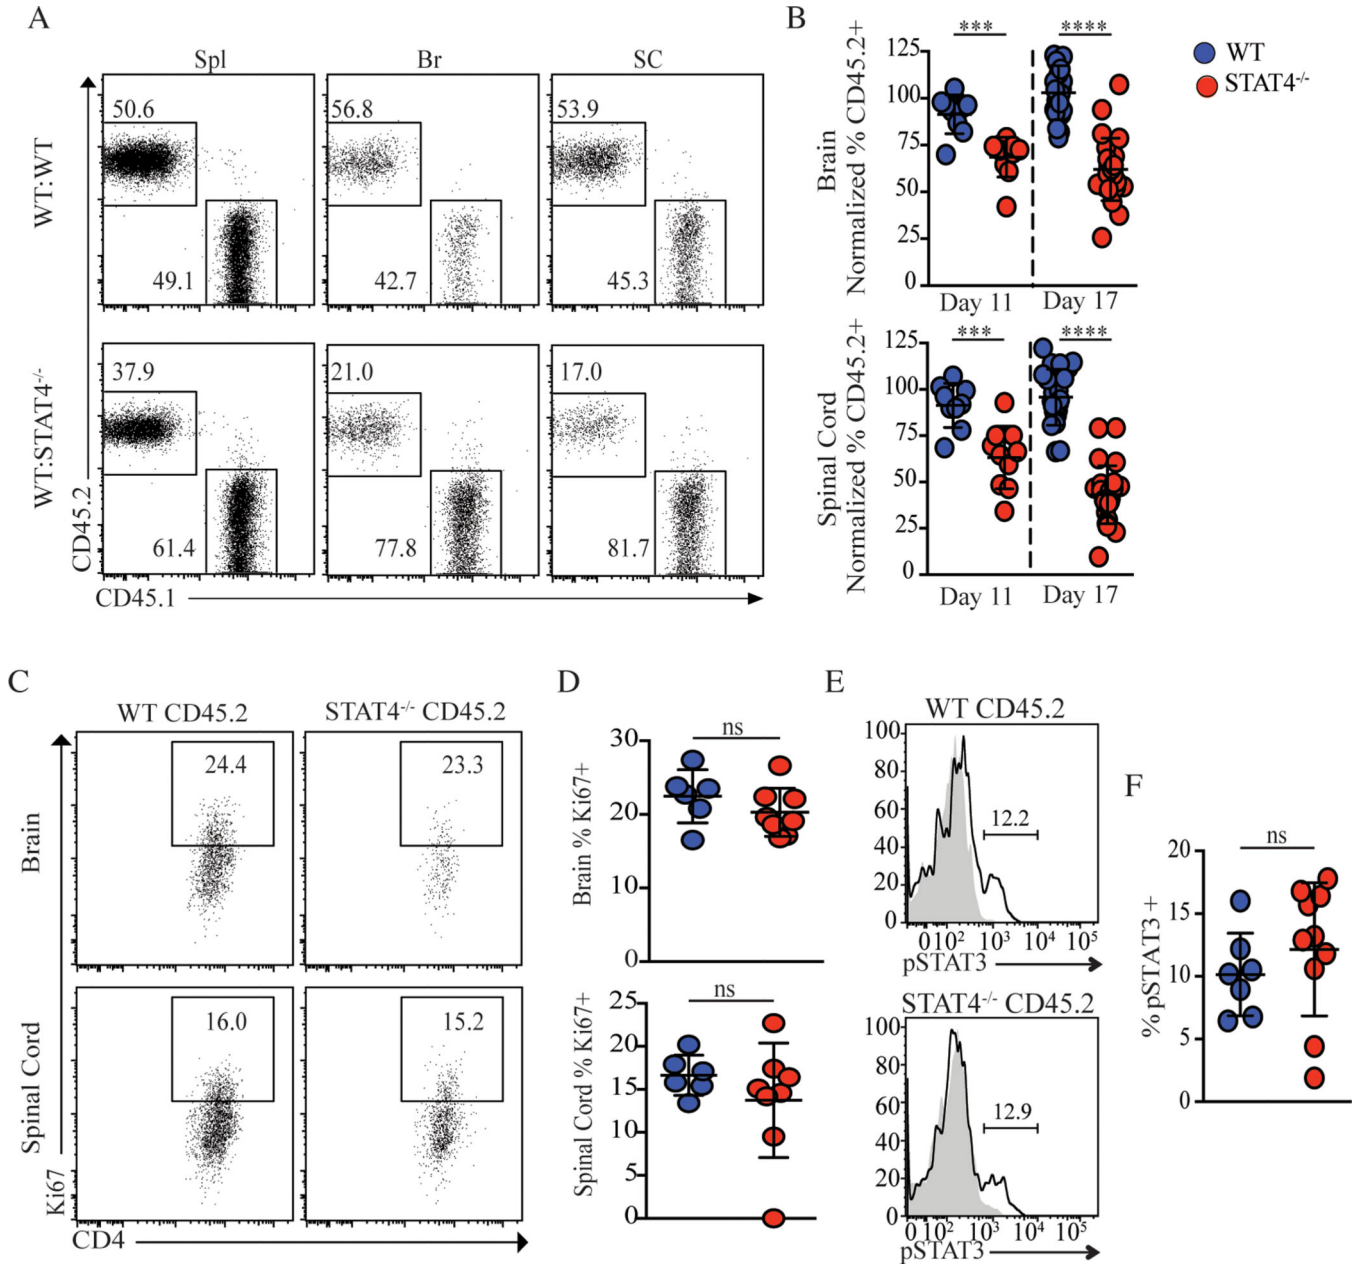 A
Spl
Br
SC
WT:WT
50.6
49.1
56.8
42.7
53.9
45.3
WT:STAT4-/-
37.9
61.4
21.0
77.8
17.0
81.7
CD45.2
CD45.1
B
WT
STAT4-/-
Brain
Normalized % CD45.2+
125
100
75
50
25
0
***
****
Day 11
Day 17
Spinal Cord
Normalized % CD45.2+
125
100
75
50
25
0
***
****
Day 11
Day 17
C
WT CD45.2
STAT4-/- CD45.2
Brain
24.4
23.3
Spinal Cord
16.0
15.2
Ki67
CD4
D
Brain % Ki67+
30
20
10
0
ns
Spinal Cord % Ki67+
25
20
15
10
5
0
ns
E
WT CD45.2
100
80
60
40
20
0
12.2
10² 10³ 10⁴ 10⁵
pSTAT3
STAT4-/- CD45.2
100
80
60
40
20
0
12.9
10² 10³ 10⁴ 10⁵
pSTAT3
F
%pSTAT3+
20
15
10
5
0
ns